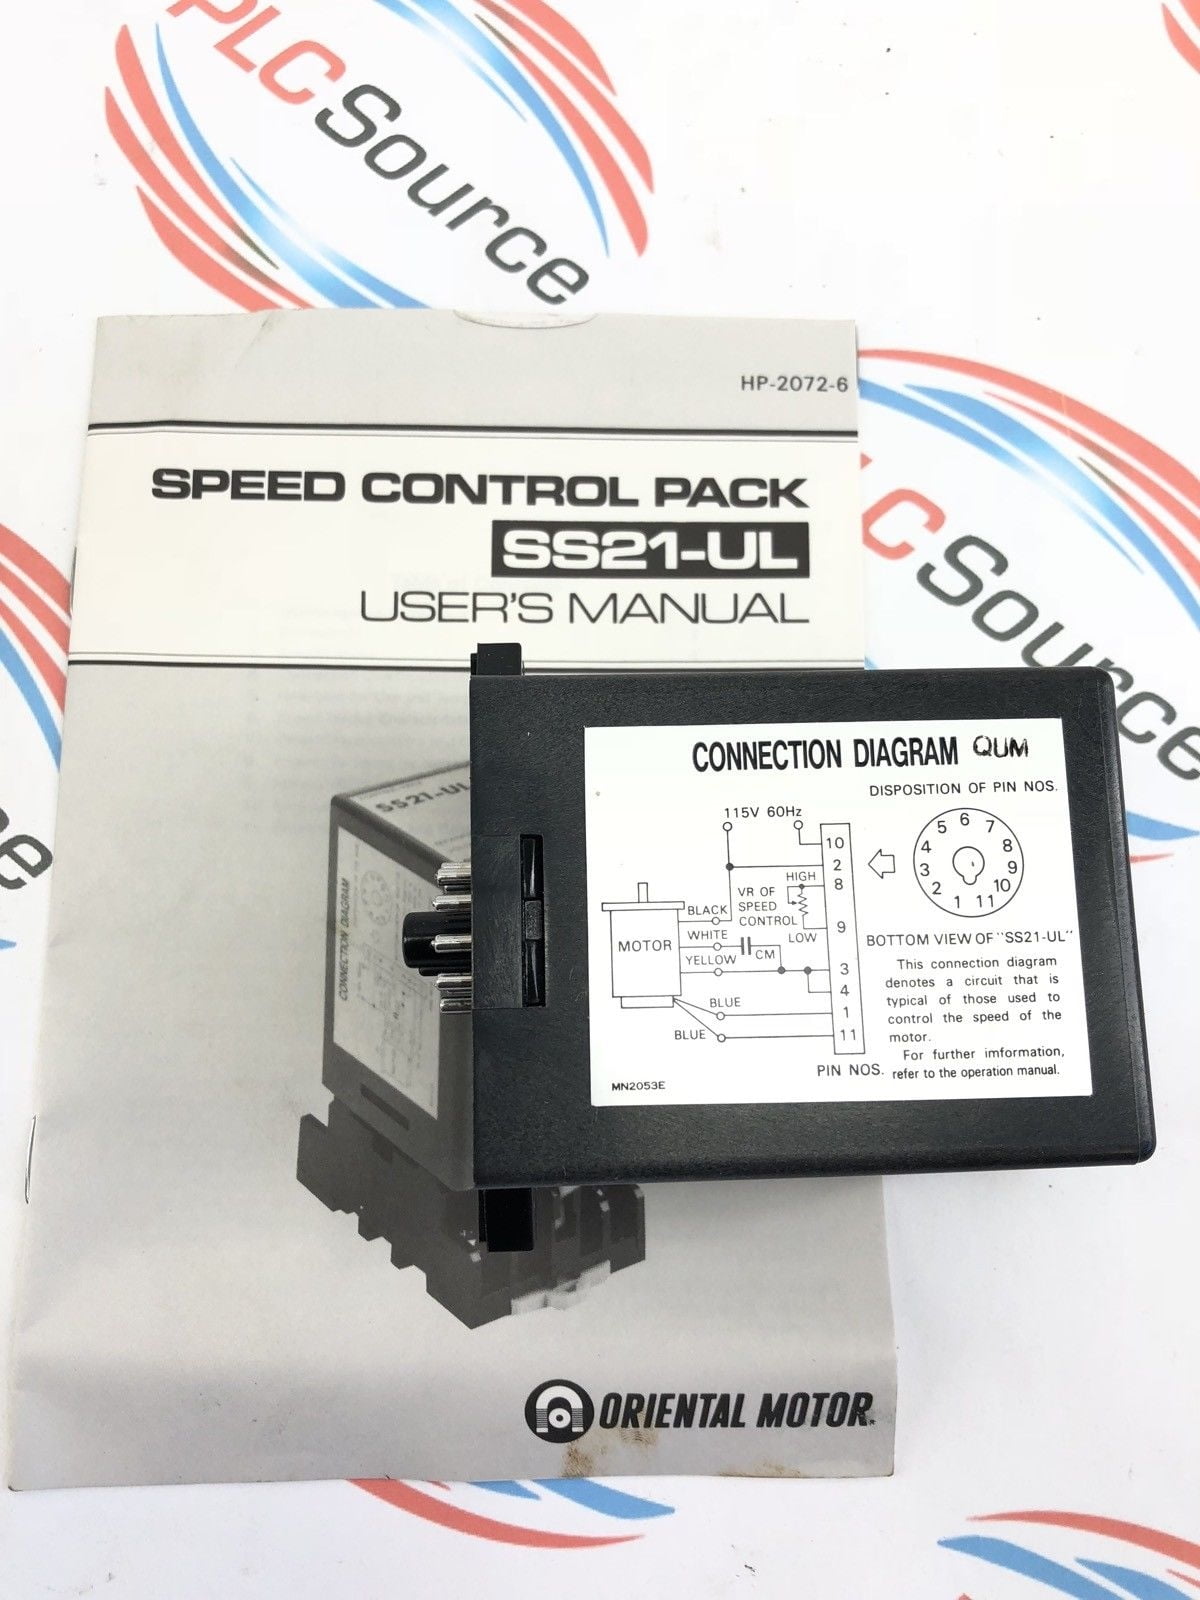 PLCSource
HP-2072-6
SPEED CONTROL PACK
SS21-UL
USER'S MANUAL
PLCSource
SS21-UL
CONNECTION DIAGRAM
CONNECTION DIAGRAM QUM
DISPOSITION OF PIN NOS.
115V 60Hz
10
2
8
9
3
4
1
11
HIGH
VR OF
SPEED
CONTROL
LOW
BLACK
WHITE
YELLOW
CM
MOTOR
BLUE
BLUE
PIN NOS.
MN2053E
1 2 3 4 5 6 7 8 9 10 11
BOTTOM VIEW OF "SS21-UL"
This connection diagram
denotes a circuit that is
typical of those used to
control the speed of the
motor.
For further imformation,
refer to the operation manual.
ORIENTAL MOTOR